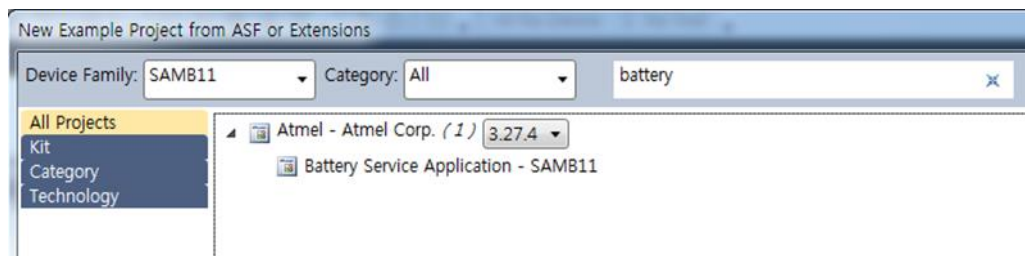 New Example Project from ASF or Extensions
Device Family: SAMB11 Category: All battery
All Projects
Kit
Category
Technology
Atmel - Atmel Corp. (1) 3.27.4
Battery Service Application - SAMB11